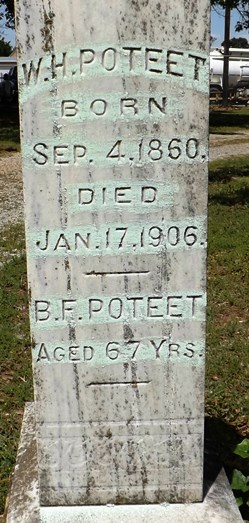 W.H.POTEET
BORN
SEP. 4.1860.
DIED
JAN.17.1906.
B.F.POTEET
AGED 67 YRS.